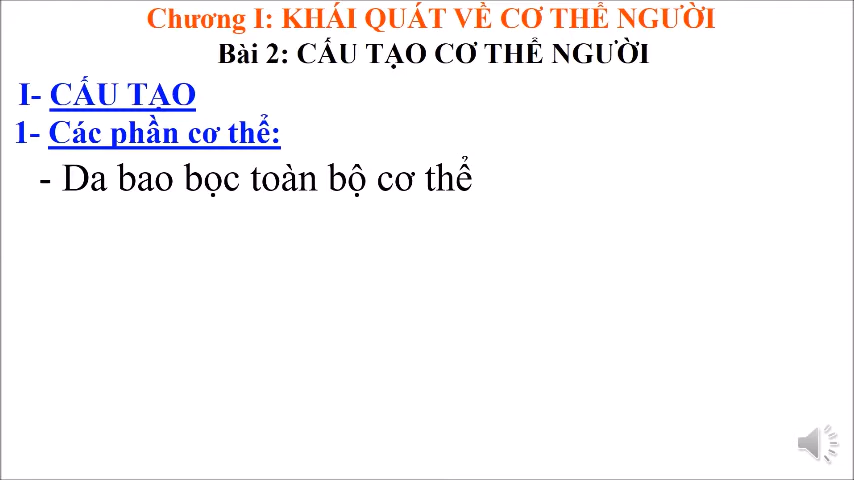 Chương I: KHÁI QUÁT VỀ CƠ THỂ NGƯỜI
Bài 2: CẤU TẠO CƠ THỂ NGƯỜI
I- CẤU TẠO
1- Các phần cơ thể:
- Da bao bọc toàn bộ cơ thể